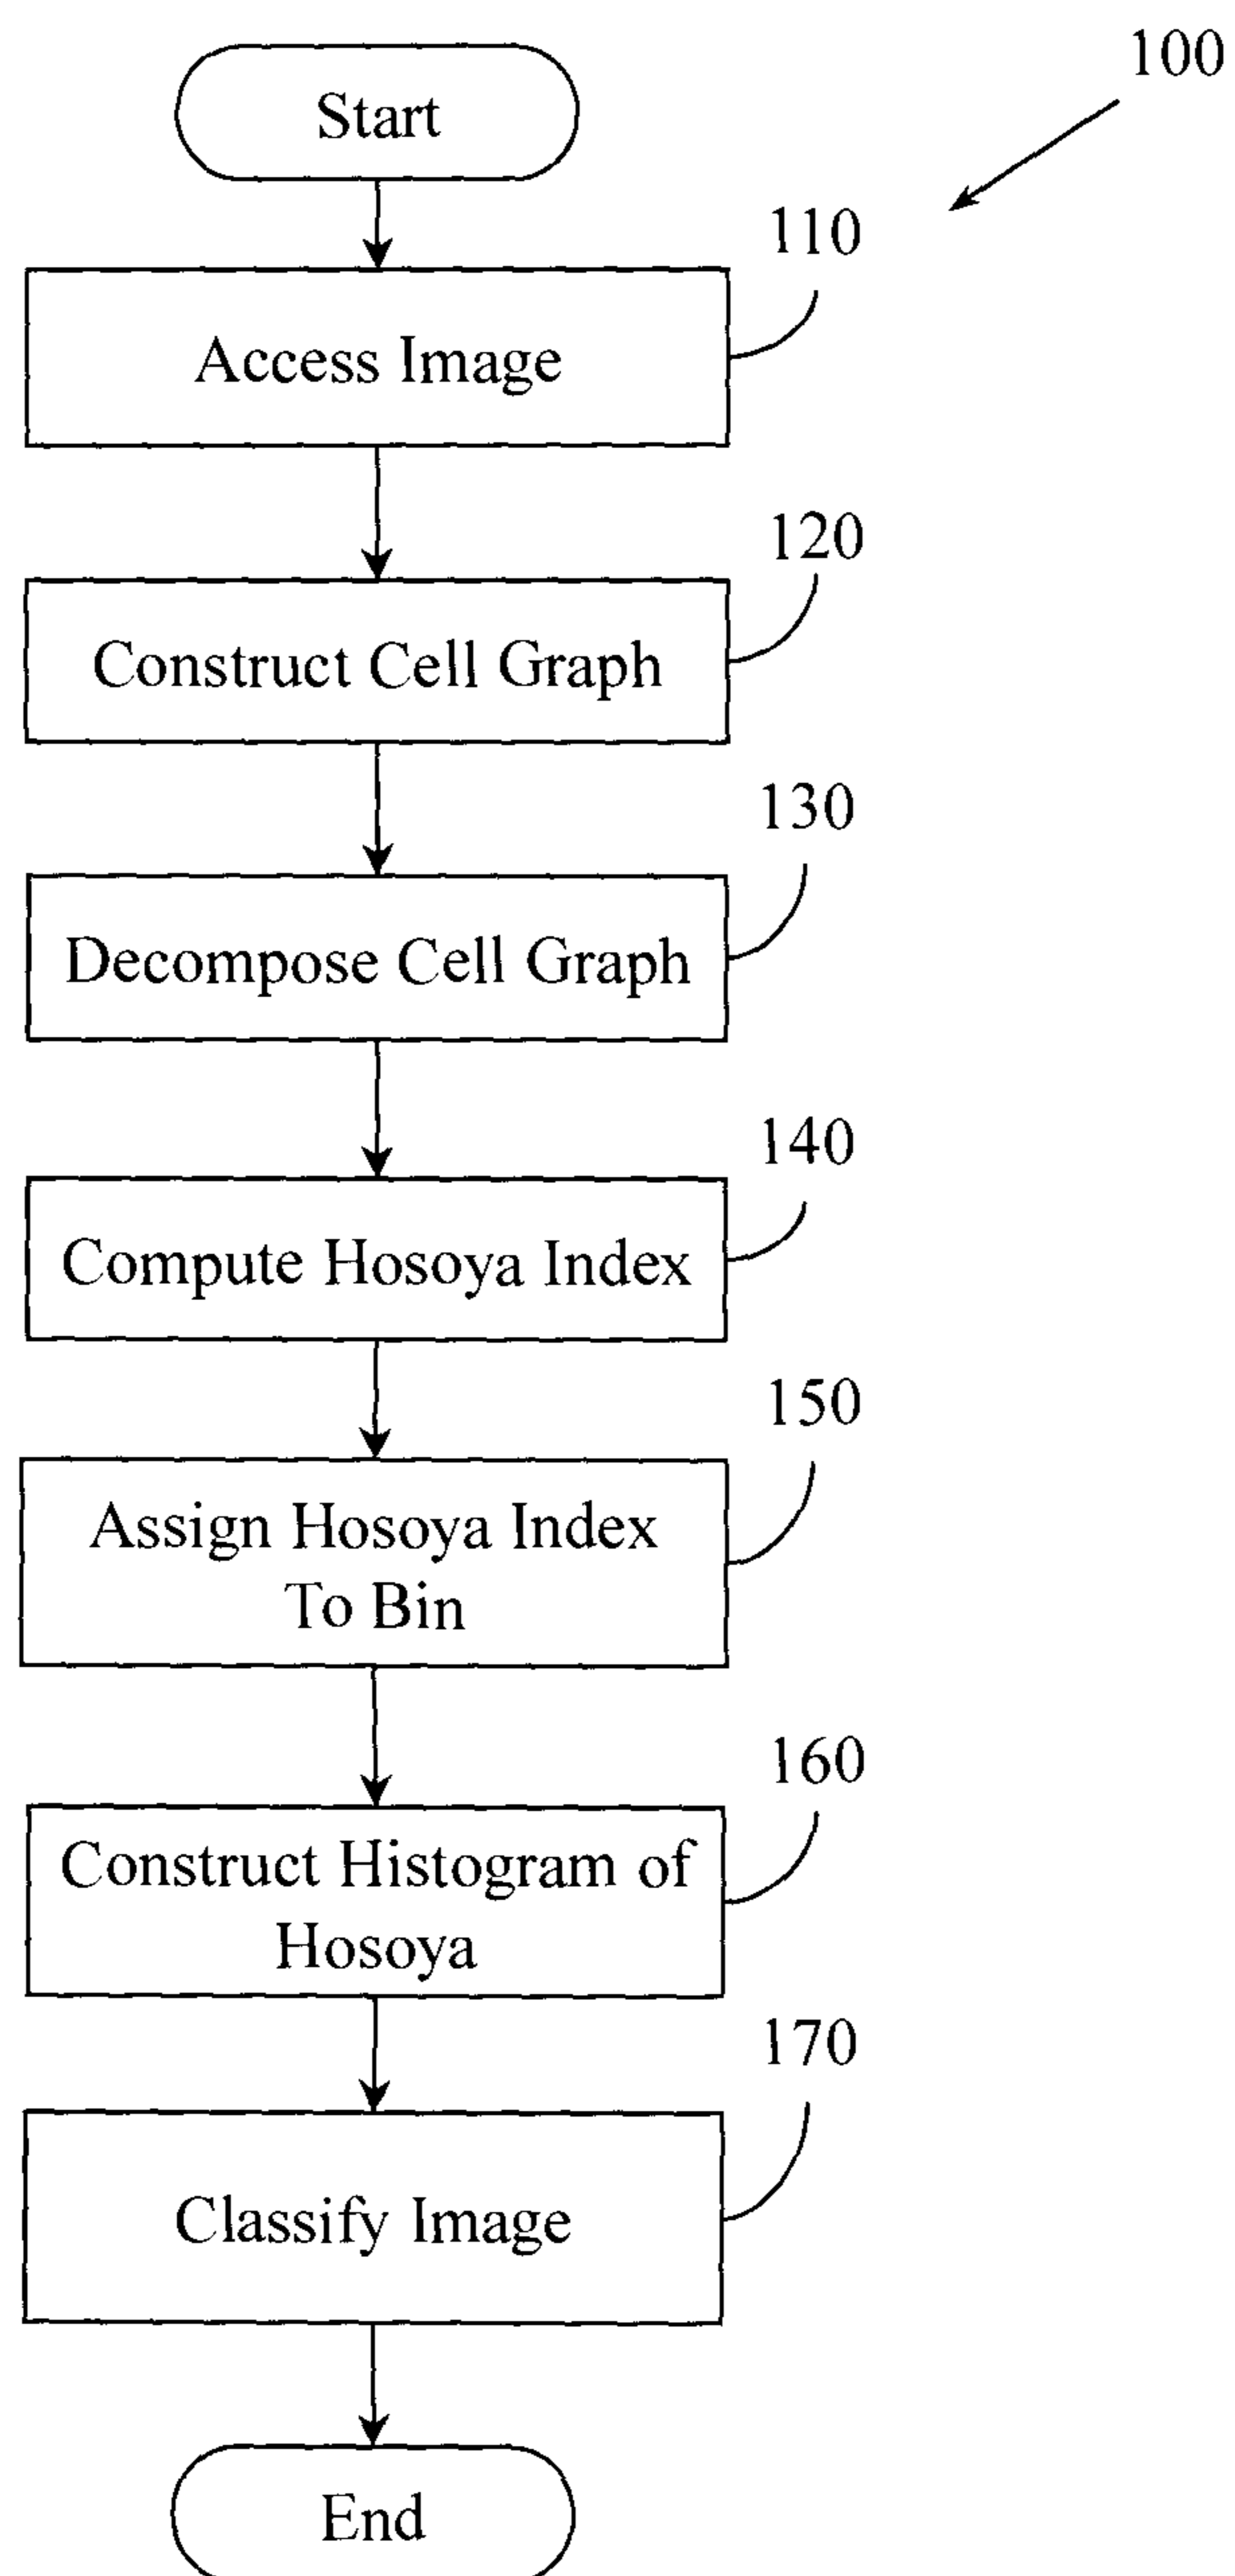 100
Start
110
Access Image
120
Construct Cell Graph
130
Decompose Cell Graph
140
Compute Hosoya Index
150
Assign Hosoya Index
To Bin
160
Construct Histogram of
Hosoya
170
Classify Image
End